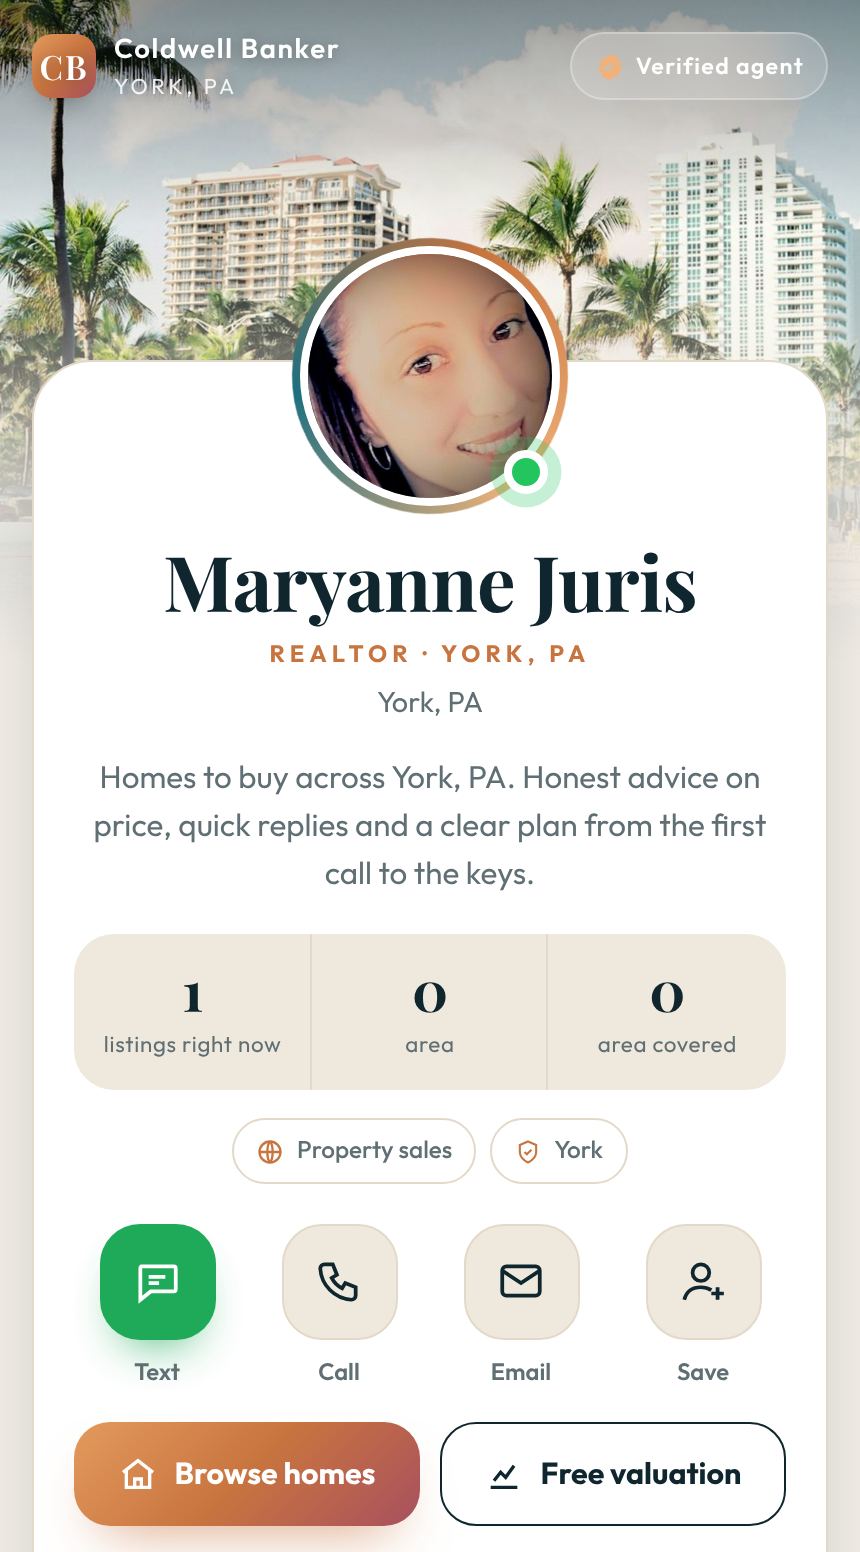 CB
Coldwell Banker
YORK, PA
Verified agent
Maryanne Juris
REALTOR · YORK, PA
York, PA
Homes to buy across York, PA. Honest advice on
price, quick replies and a clear plan from the first
call to the keys.
1
listings right now
0
area
0
area covered
Property sales
York
Text
Call
Email
Save
Browse homes
Free valuation